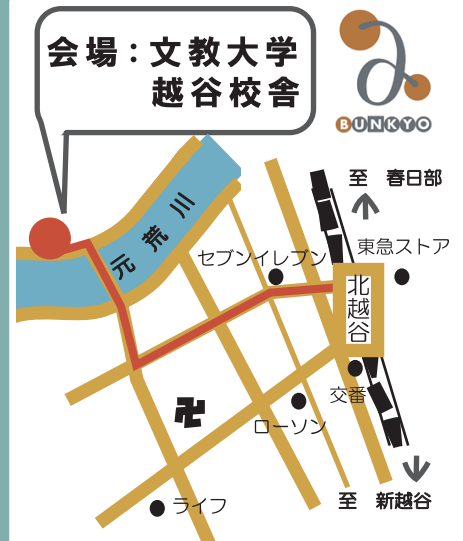 会場：文教大学
越谷校舎
BUNKYO
至 春日部
元荒川
東急ストア
セブンイレブン
北越谷
交番
ローソン
至 新越谷
ライフ